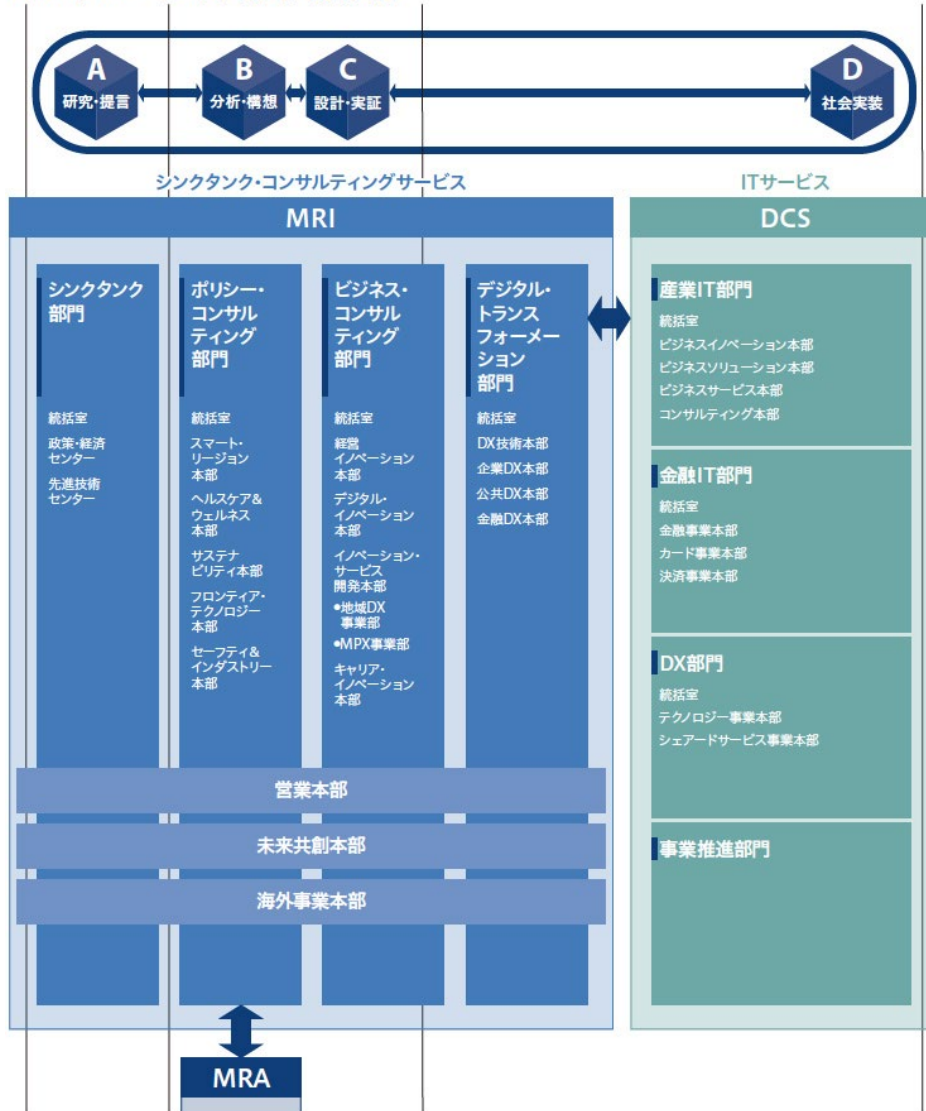 A
研究・提言
B
分析・構想
C
設計・実証
D
社会実装
シンクタンク・コンサルティングサービス
MRI
シンクタンク
部門
統括室
政策・経済
センター
先進技術
センター
ポリシー・
コンサル
ティング
部門
統括室
スマート・
リージョン
本部
ヘルスケア&
ウェルネス
本部
サステナ
ビリティ本部
フロンティア・
テクノロジー
本部
セーフティ&
インダストリー
本部
ビジネス・
コンサル
ティング
部門
統括室
経営
イノベーション
本部
デジタル・
イノベーション
本部
イノベーション・
サービス
開発本部
●地域DX
事業部
●MPX事業部
キャリア・
イノベーション
本部
デジタル・
トランス
フォーメー
ション
部門
統括室
DX技術本部
企業DX本部
公共DX本部
金融DX本部
営業本部
未来共創本部
海外事業本部
MRA
ITサービス
DCS
産業IT部門
統括室
ビジネスイノベーション本部
ビジネスソリューション本部
ビジネスサービス本部
コンサルティング本部
金融IT部門
統括室
金融事業本部
カード事業本部
決済事業本部
DX部門
統括室
テクノロジー事業本部
シェアードサービス事業本部
事業推進部門